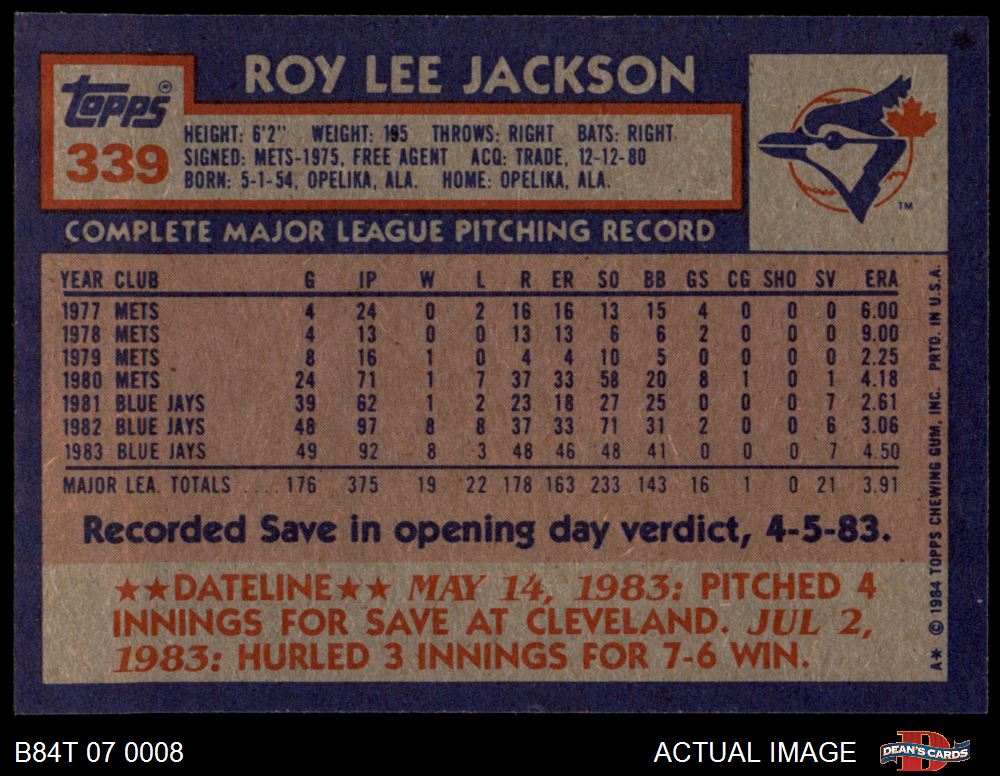 ROY LEE JACKSON
Topps®
339
HEIGHT: 6'2" WEIGHT: 195 THROWS: RIGHT BATS: RIGHT
SIGNED: METS-1975, FREE AGENT ACQ: TRADE, 12-12-80
BORN: 5-1-54, OPELIKA, ALA. HOME: OPELIKA, ALA.
TM
COMPLETE MAJOR LEAGUE PITCHING RECORD
YEAR CLUB G IP W L R ER SO BB GS CG SHO SV ERA
1977 METS 4 24 0 2 16 16 13 15 4 0 0 0 6.00
1978 METS 4 13 0 0 13 13 6 6 2 0 0 0 9.00
1979 METS 8 16 1 0 4 4 10 5 0 0 0 0 2.25
1980 METS 24 71 1 7 37 33 58 20 8 1 0 1 4.18
1981 BLUE JAYS 39 62 1 2 23 18 27 25 0 0 0 7 2.61
1982 BLUE JAYS 48 97 8 8 37 33 71 31 2 0 0 6 3.06
1983 BLUE JAYS 49 92 8 3 48 46 48 41 0 0 0 7 4.50
MAJOR LEA. TOTALS .... 176 375 19 22 178 163 233 143 16 1 0 21 3.91
Recorded Save in opening day verdict, 4-5-83.
★★DATELINE★★ MAY 14, 1983: PITCHED 4
INNINGS FOR SAVE AT CLEVELAND. JUL 2,
1983: HURLED 3 INNINGS FOR 7-6 WIN.
A* © 1984 TOPPS CHEWING GUM, INC. PRTD. IN U.S.A.
B84T 07 0008
ACTUAL IMAGE
DEAN'S CARDS